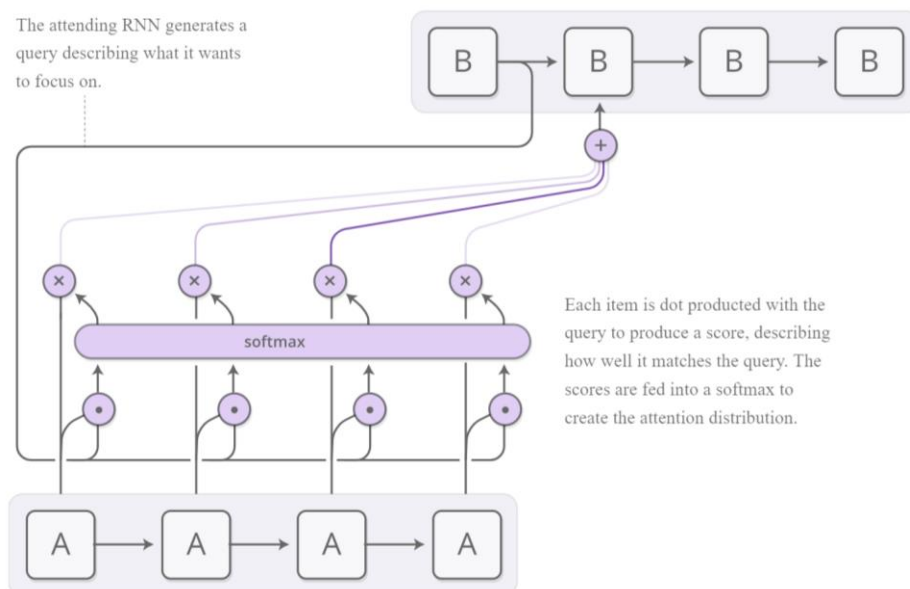 The attending RNN generates a
query describing what it wants
to focus on.
B B B B
+
× × × ×
softmax
Each item is dot producted with the
query to produce a score, describing
how well it matches the query. The
scores are fed into a softmax to
create the attention distribution.
A A A A